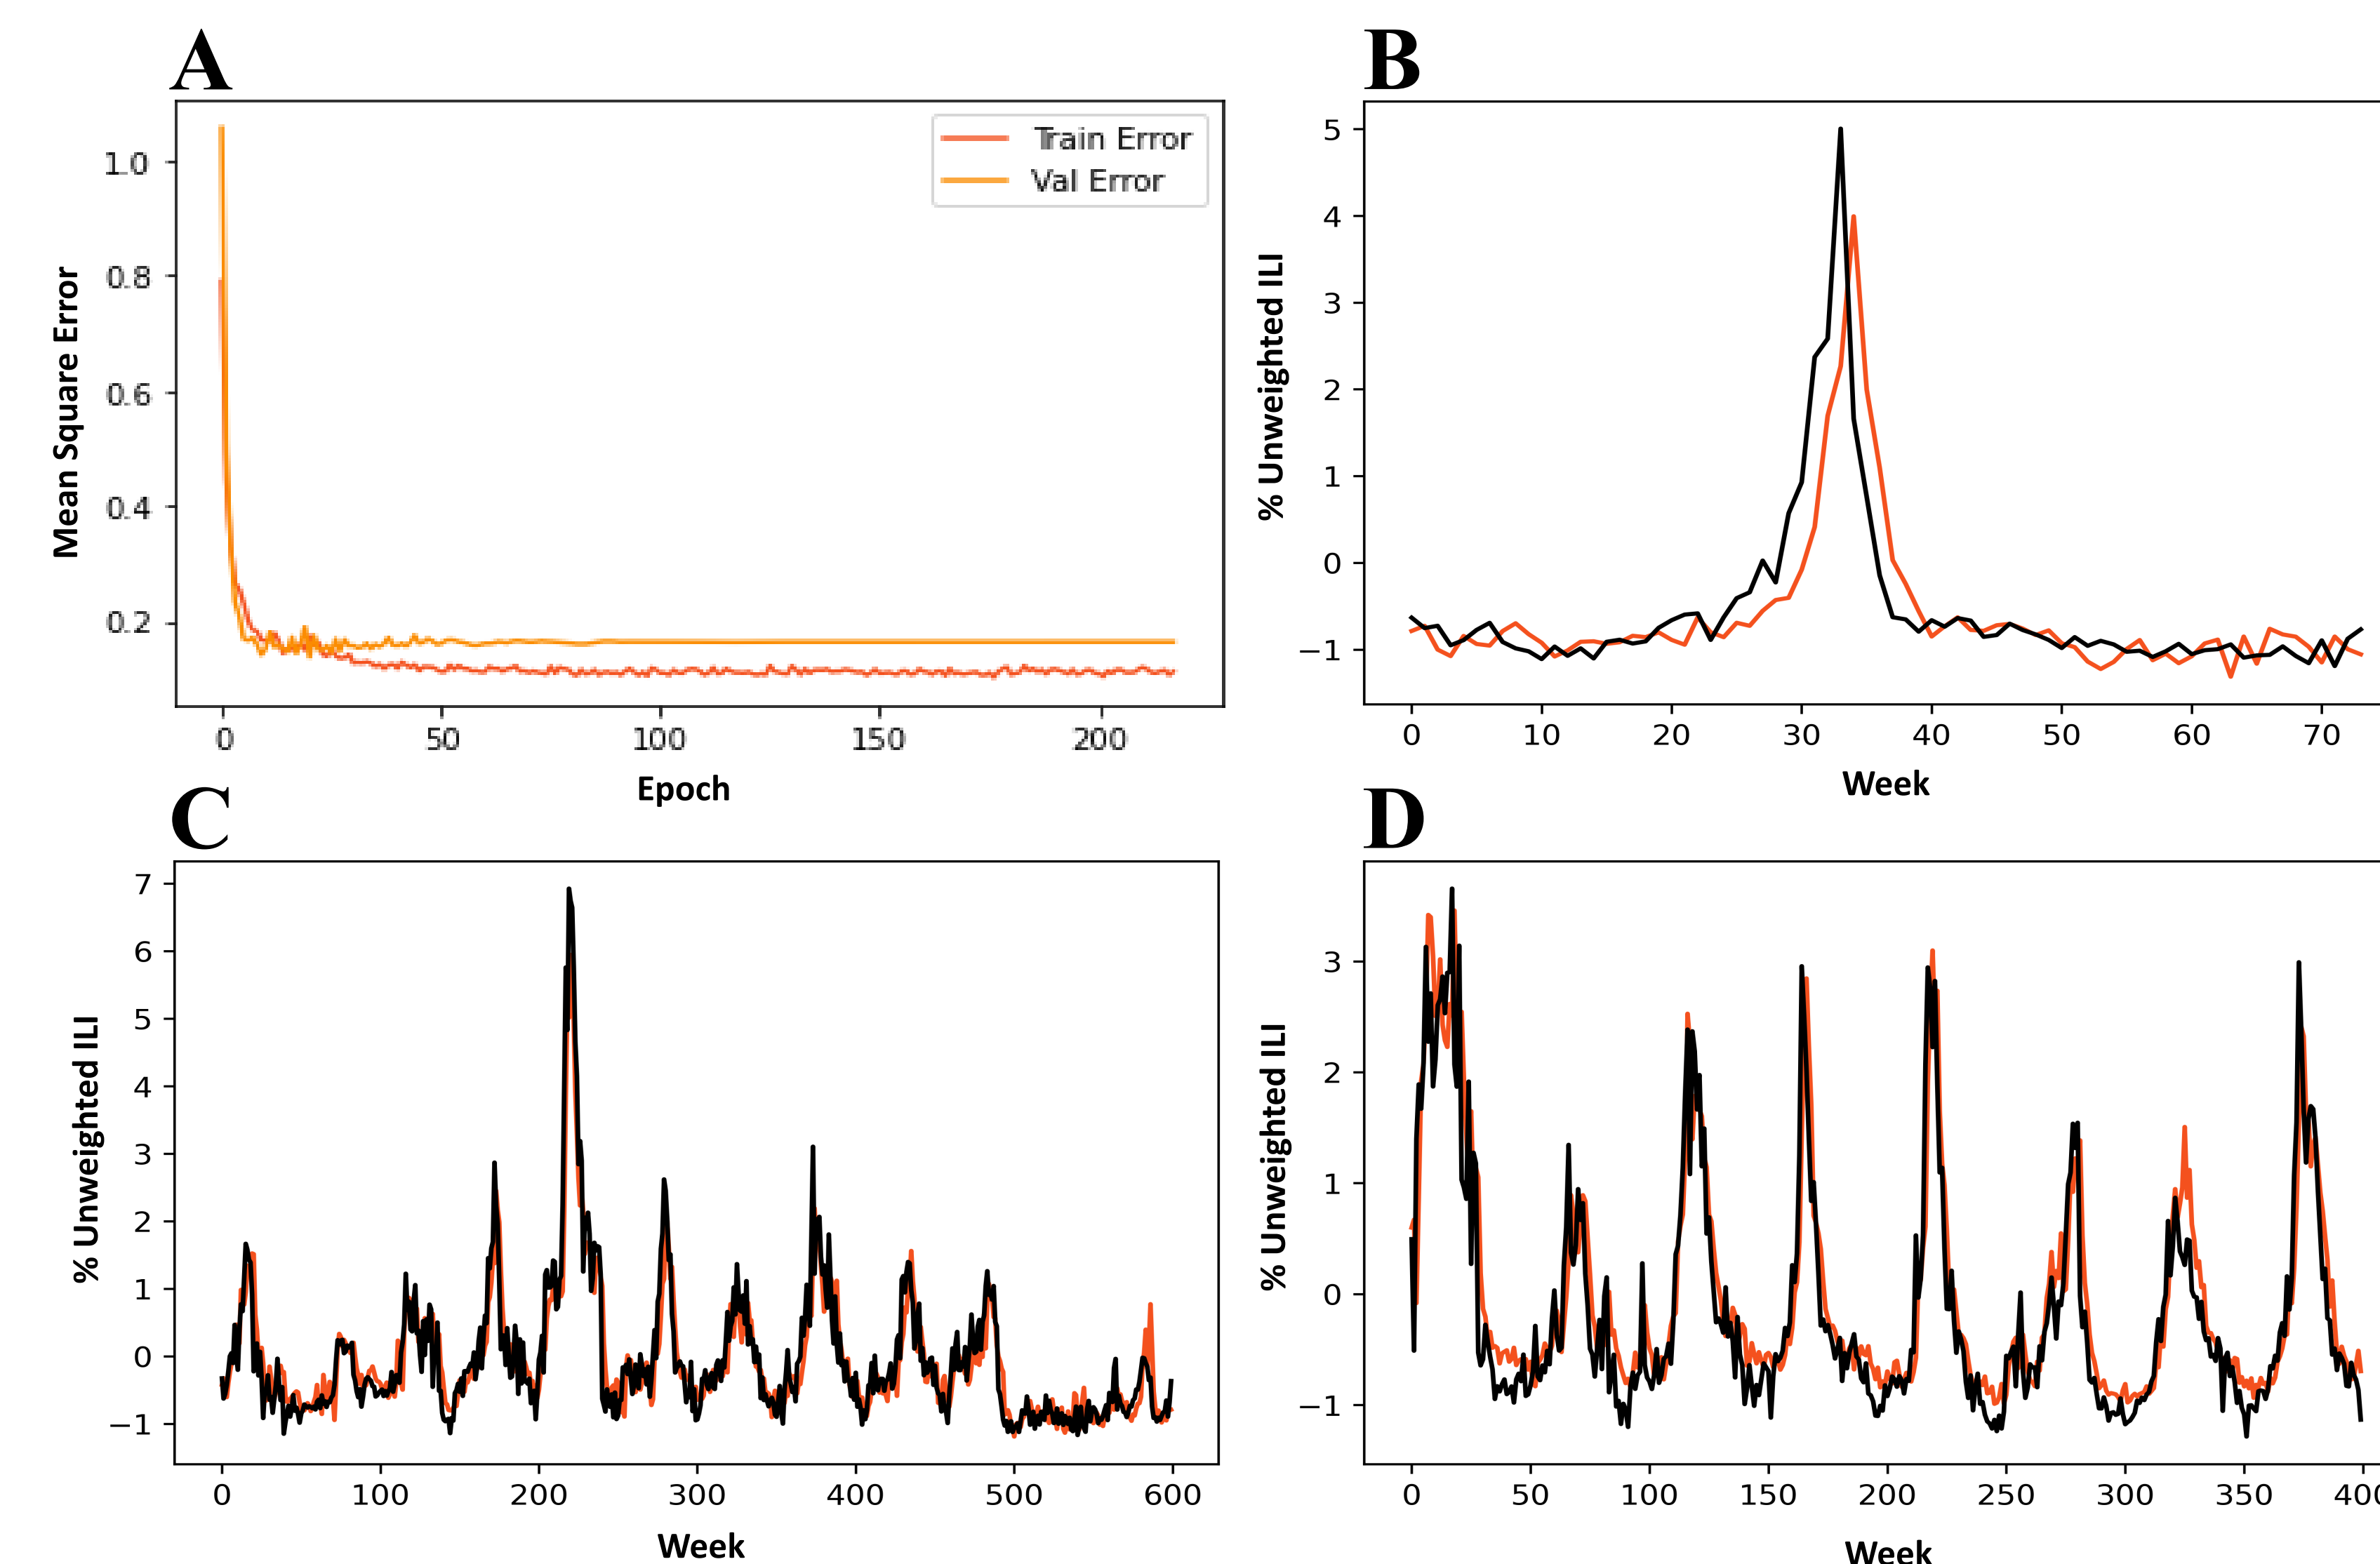 A
Mean Square Error
1.0
0.8
0.6
0.4
0.2
Train Error
Val Error
0 50 100 150 200
Epoch
B
% Unweighted ILI
5
4
3
2
1
0
−1
0 10 20 30 40 50 60 70
Week
C
% Unweighted ILI
7
6
5
4
3
2
1
0
−1
0 100 200 300 400 500 600
Week
D
% Unweighted ILI
3
2
1
0
−1
0 50 100 150 200 250 300 350 400
Week